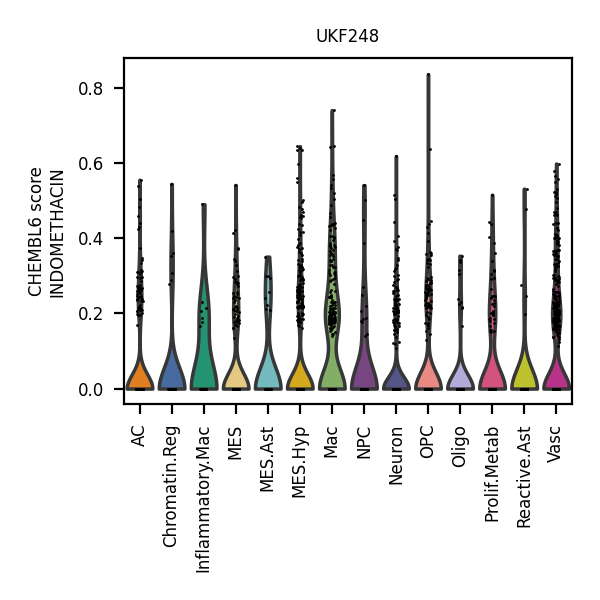 UKF248
CHEMBL6 score
INDOMETHACIN
0.8
0.6
0.4
0.2
0.0
AC
Chromatin.Reg
Inflammatory.Mac
MES
MES.Ast
MES.Hyp
Mac
NPC
Neuron
OPC
Oligo
Prolif.Metab
Reactive.Ast
Vasc